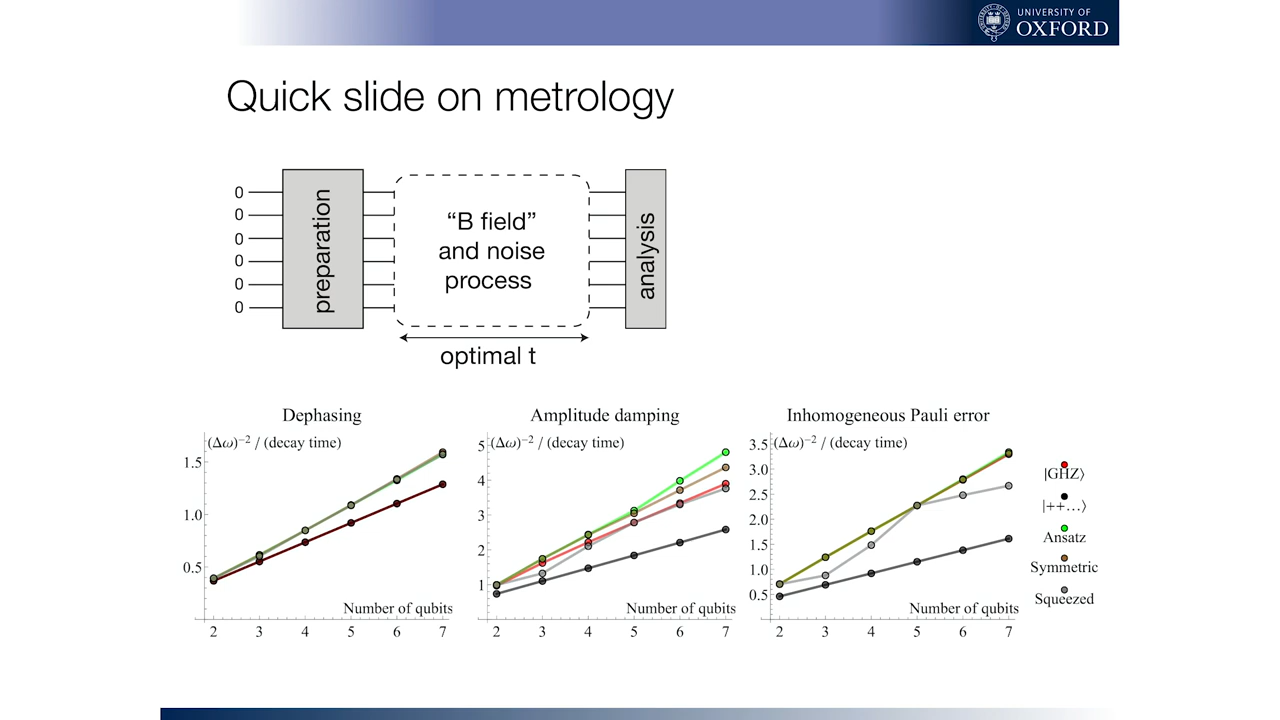 UNIVERSITY OF
OXFORD
Quick slide on metrology
0
0
0
0
0
0
preparation
“B field”
and noise
process
analysis
optimal t
Dephasing
(Δω)⁻² / (decay time)
1.5
1.0
0.5
Number of qubits
2 3 4 5 6 7
Amplitude damping
(Δω)⁻² / (decay time)
5
4
3
2
1
Number of qubits
2 3 4 5 6 7
Inhomogeneous Pauli error
(Δω)⁻² / (decay time)
3.5
3.0
2.5
2.0
1.5
1.0
0.5
Number of qubits
2 3 4 5 6 7
|GHZ⟩
|++…⟩
Ansatz
Symmetric
Squeezed